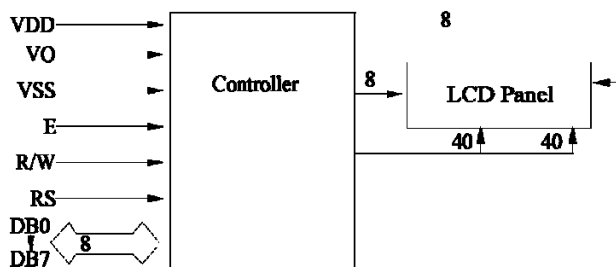 VDD
VO
VSS
E
R/W
RS
DB0
DB7
8
Controller
8
8
LCD Panel
40
40